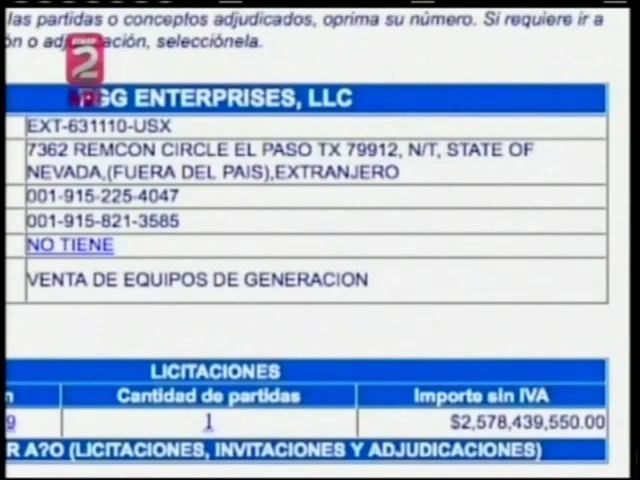 las partidas o conceptos adjudicados, oprima su número. Si requiere ir a
selecciónela.
2
ENTERPRISES, LLC
EXT-631110-USX
7362 REMCON CIRCLE EL PASO TX 79912, N/T, STATE OF
NEVADA,(FUERA DEL PAIS),EXTRANJERO
001-915-225-4047
001-915-821-3585
NO TIENE
VENTA DE EQUIPOS DE GENERACION
LICITACIONES
Cantidad de partidas Importe sin IVA
9 1 $2,578,439,550.00
R A?O (LICITACIONES, INVITACIONES Y ADJUDICACIONES)